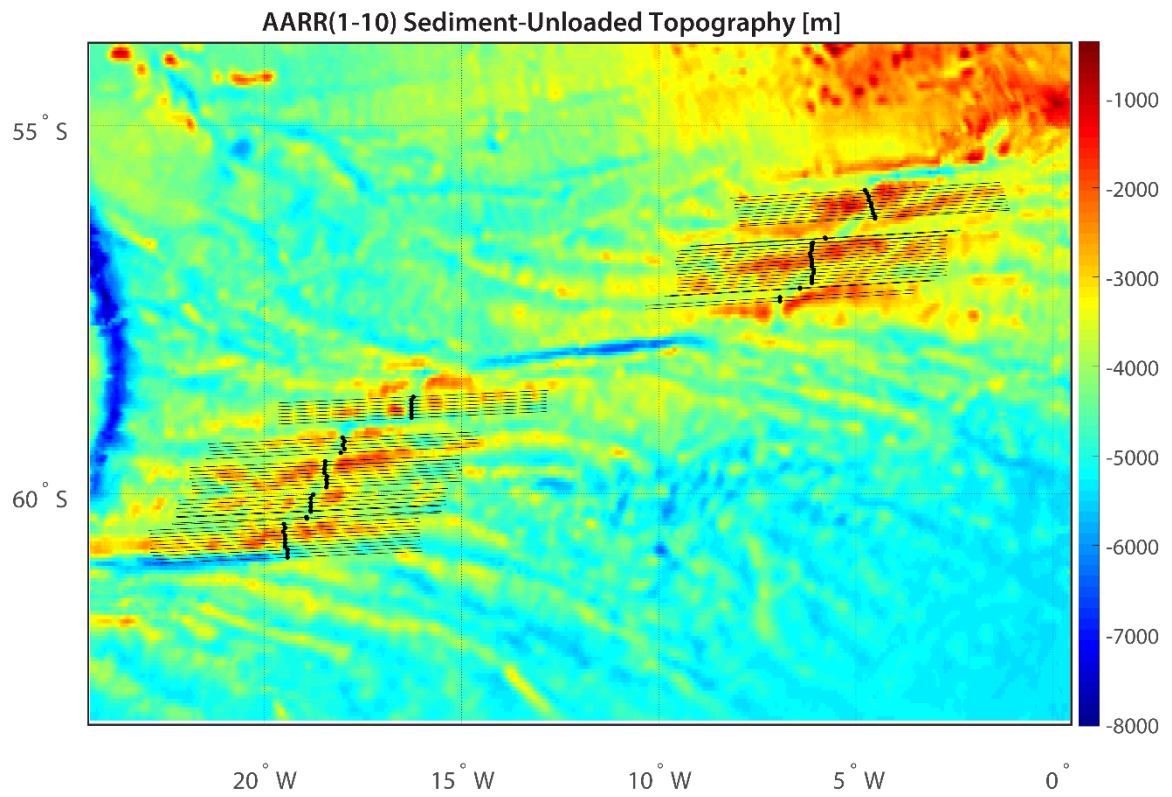 AARR(1-10) Sediment-Unloaded Topography [m]
55° S
60° S
20° W
15° W
10° W
5° W
0°
-1000
-2000
-3000
-4000
-5000
-6000
-7000
-8000